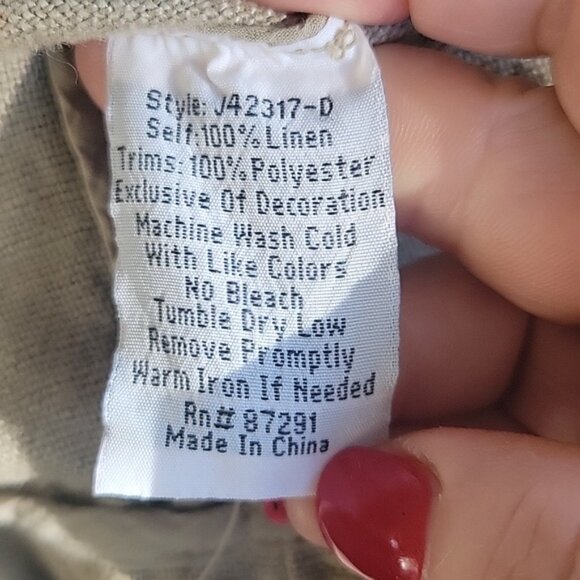 Style: J42317-D
Self:100% Linen
Trims: 100% Polyester
Exclusive Of Decoration
Machine Wash Cold
With Like Colors
No Bleach
Tumble Dry Low
Remove Promptly
Warm Iron If Needed
Rn# 87291
Made In China